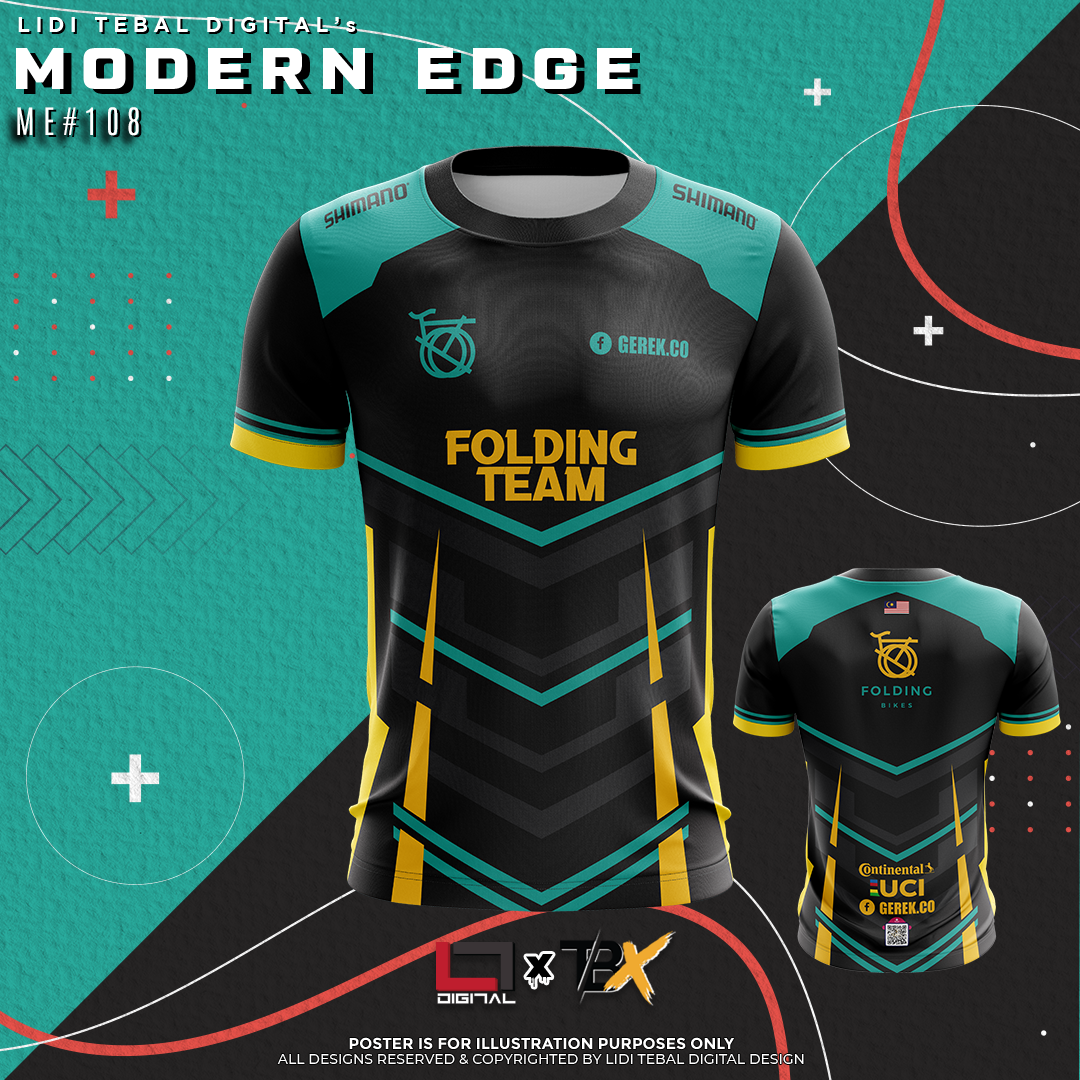 LIDI TEBAL DIGITAL's
MODERN EDGE
ME#108
SHIMANO
SHIMANO
GEREK.CO
FOLDING
TEAM
FOLDING
BIKES
Continental
UCI
GEREK.CO
DIGITAL
X
TBX
POSTER IS FOR ILLUSTRATION PURPOSES ONLY
ALL DESIGNS RESERVED & COPYRIGHTED BY LIDI TEBAL DIGITAL DESIGN